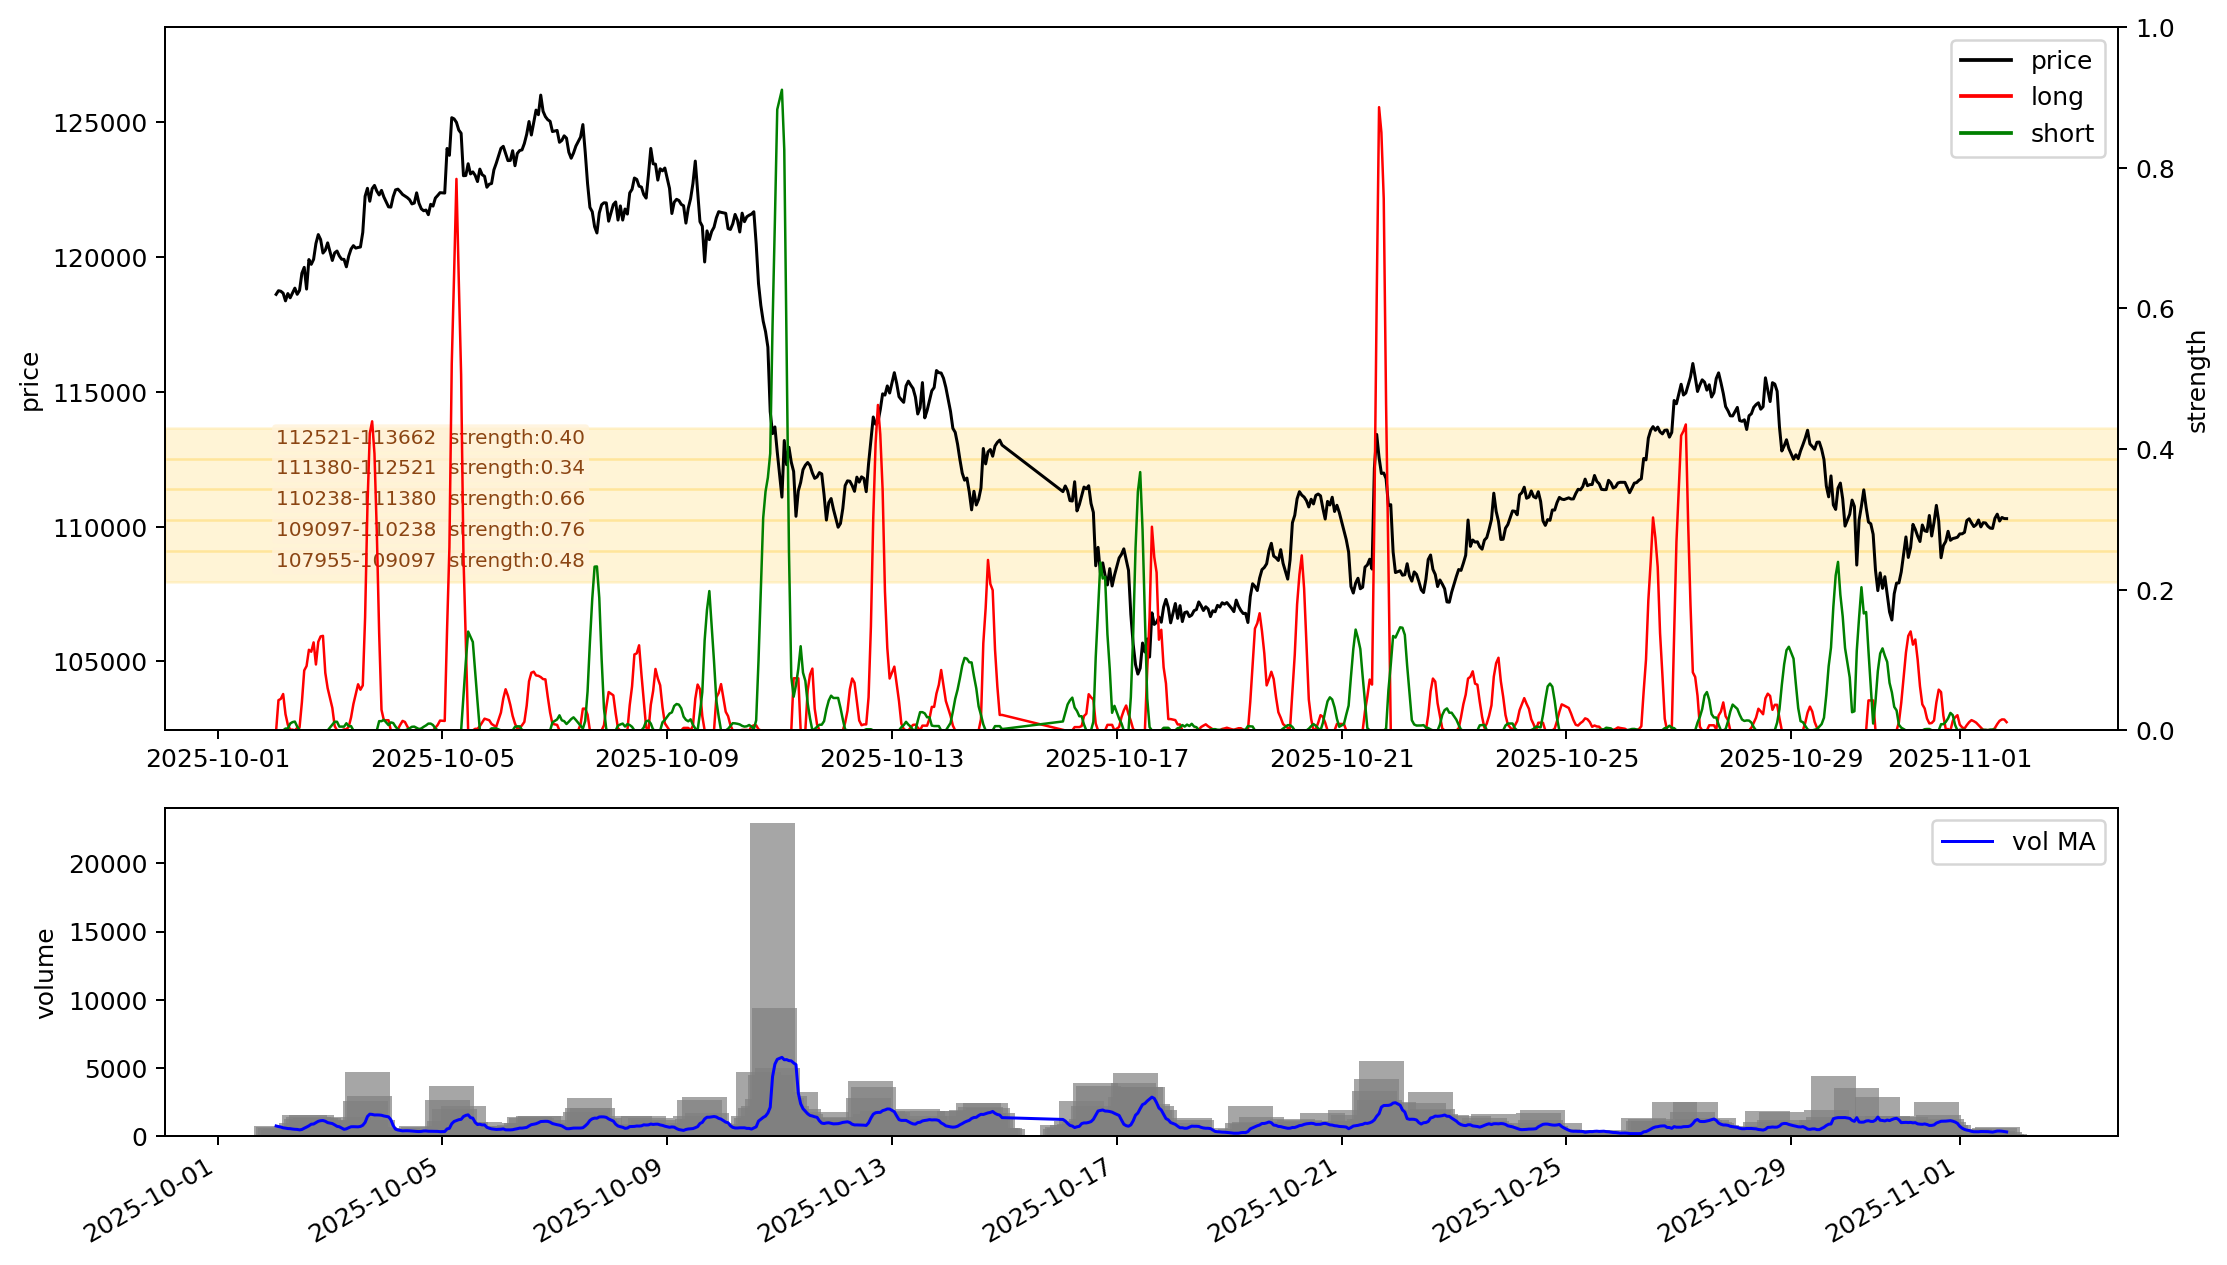 price
long
short
125000
120000
115000
110000
105000
price
1.0
0.8
0.6
0.4
0.2
0.0
strength
112521-113662 strength:0.40
111380-112521 strength:0.34
110238-111380 strength:0.66
109097-110238 strength:0.76
107955-109097 strength:0.48
2025-10-01 2025-10-05 2025-10-09 2025-10-13 2025-10-17 2025-10-21 2025-10-25 2025-10-29 2025-11-01
vol MA
20000
15000
10000
5000
0
volume
2025-10-01 2025-10-05 2025-10-09 2025-10-13 2025-10-17 2025-10-21 2025-10-25 2025-10-29 2025-11-01